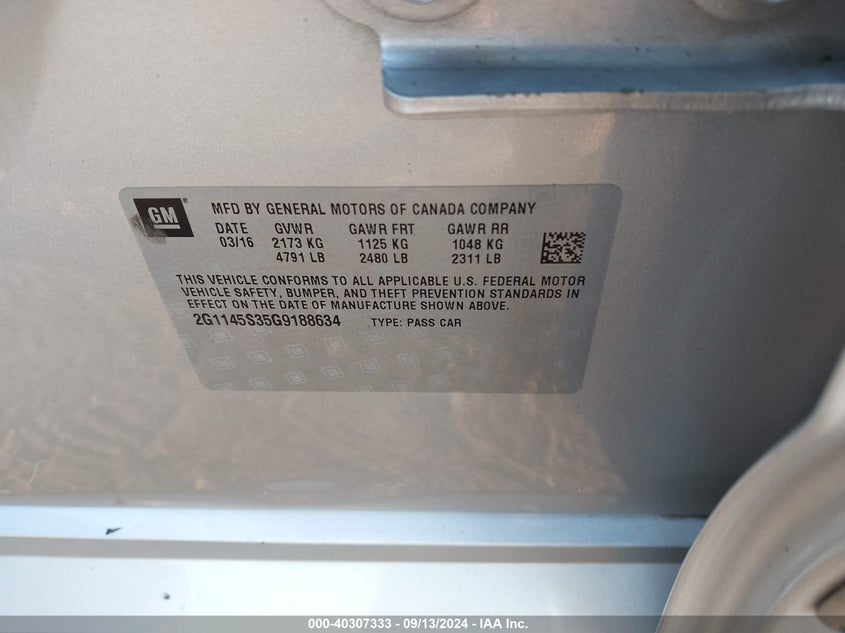 GM
MFD BY GENERAL MOTORS OF CANADA COMPANY
DATE GVWR GAWR FRT GAWR RR
03/16 2173 KG 1125 KG 1048 KG
4791 LB 2480 LB 2311 LB
THIS VEHICLE CONFORMS TO ALL APPLICABLE U.S. FEDERAL MOTOR
VEHICLE SAFETY, BUMPER, AND THEFT PREVENTION STANDARDS IN
EFFECT ON THE DATE OF MANUFACTURE SHOWN ABOVE.
2G1145S35G9188634 TYPE: PASS CAR
000-40307333 - 09/13/2024 - IAA Inc.